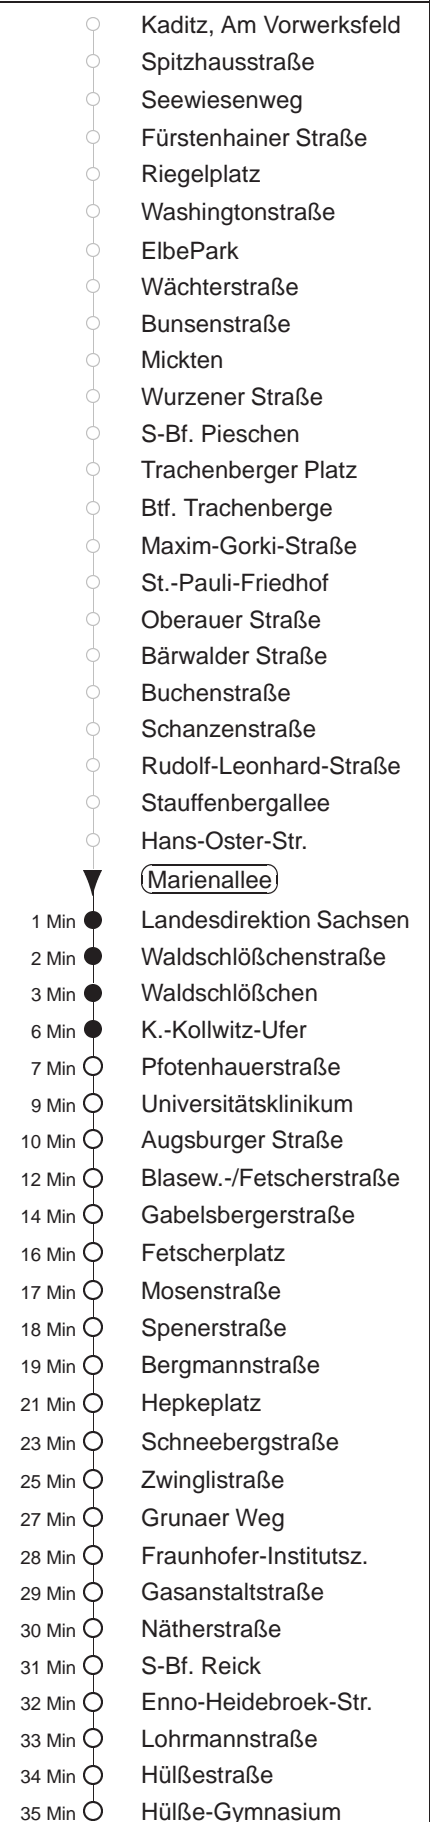 Kaditz, Am Vorwerksfeld
Spitzhausstraße
Seewiesenweg
Fürstenhainer Straße
Riegelplatz
Washingtonstraße
ElbePark
Wächterstraße
Bunsenstraße
Mickten
Wurzener Straße
S-Bf. Pieschen
Trachenberger Platz
Btf. Trachenberge
Maxim-Gorki-Straße
St.-Pauli-Friedhof
Oberauer Straße
Bärwalder Straße
Buchenstraße
Schanzenstraße
Rudolf-Leonhard-Straße
Stauffenbergallee
Hans-Oster-Str.
Marienallee
1 Min Landesdirektion Sachsen
2 Min Waldschlößchenstraße
3 Min Waldschlößchen
6 Min K.-Kollwitz-Ufer
7 Min Pfotenhauerstraße
9 Min Universitätsklinikum
10 Min Augsburger Straße
12 Min Blasew.-/Fetscherstraße
14 Min Gabelsbergerstraße
16 Min Fetscherplatz
17 Min Mosenstraße
18 Min Spenerstraße
19 Min Bergmannstraße
21 Min Hepkeplatz
23 Min Schneebergstraße
25 Min Zwinglistraße
27 Min Grunaer Weg
28 Min Fraunhofer-Institutsz.
29 Min Gasanstaltstraße
30 Min Nätherstraße
31 Min S-Bf. Reick
32 Min Enno-Heidebroek-Str.
33 Min Lohrmannstraße
34 Min Hülßestraße
35 Min Hülße-Gymnasium